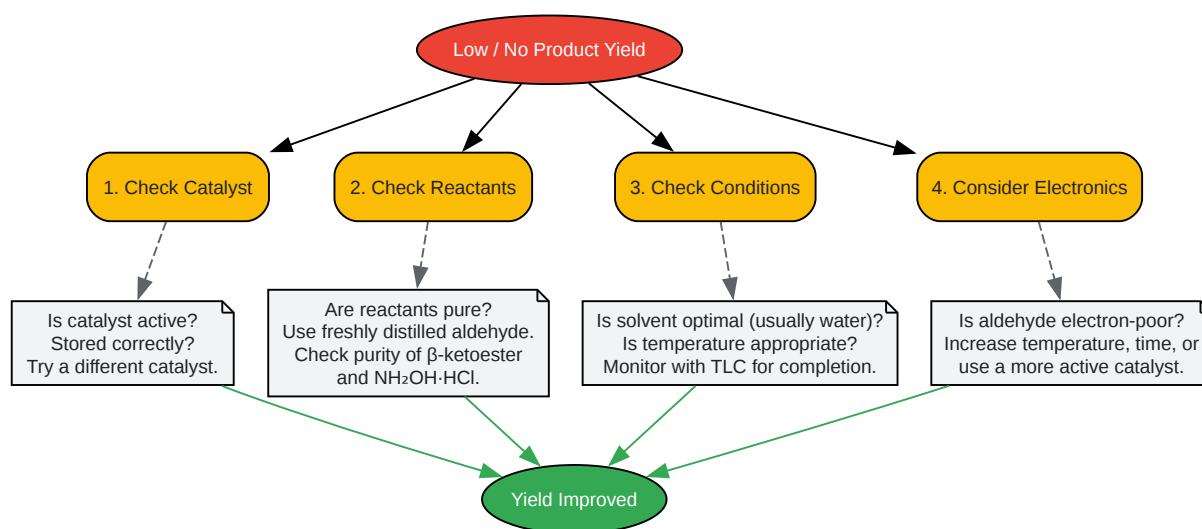 Low / No Product Yield
1. Check Catalyst
2. Check Reactants
3. Check Conditions
4. Consider Electronics
Is catalyst active?
Stored correctly?
Try a different catalyst.
Are reactants pure?
Use freshly distilled aldehyde.
Check purity of β-ketoester
and NH₂OH·HCl.
Is solvent optimal (usually water)?
Is temperature appropriate?
Monitor with TLC for completion.
Is aldehyde electron-poor?
Increase temperature, time, or
use a more active catalyst.
Yield Improved